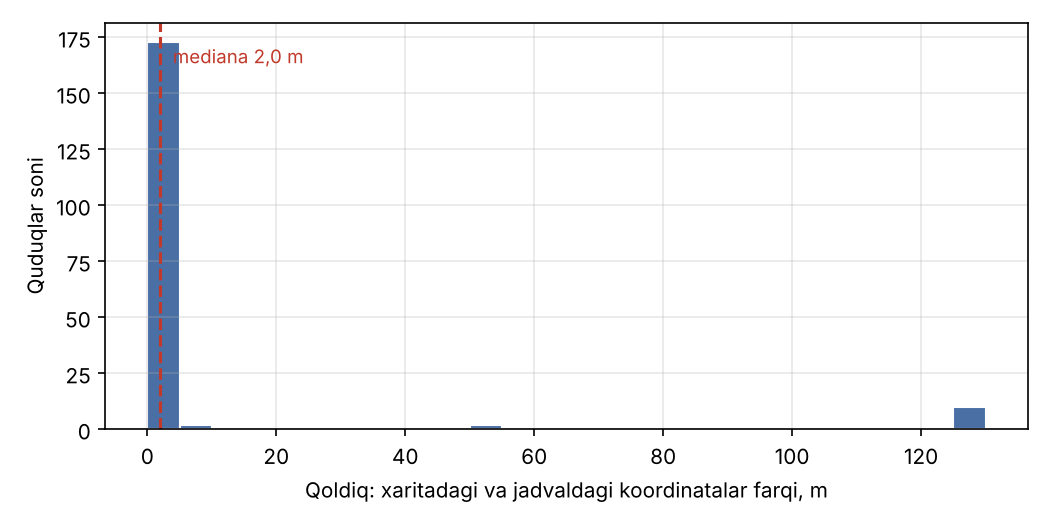 175
150
125
100
75
50
25
0
Quduqlar soni
mediana 2,0 m
0 20 40 60 80 100 120
Qoldiq: xaritadagi va jadvaldagi koordinatalar farqi, m